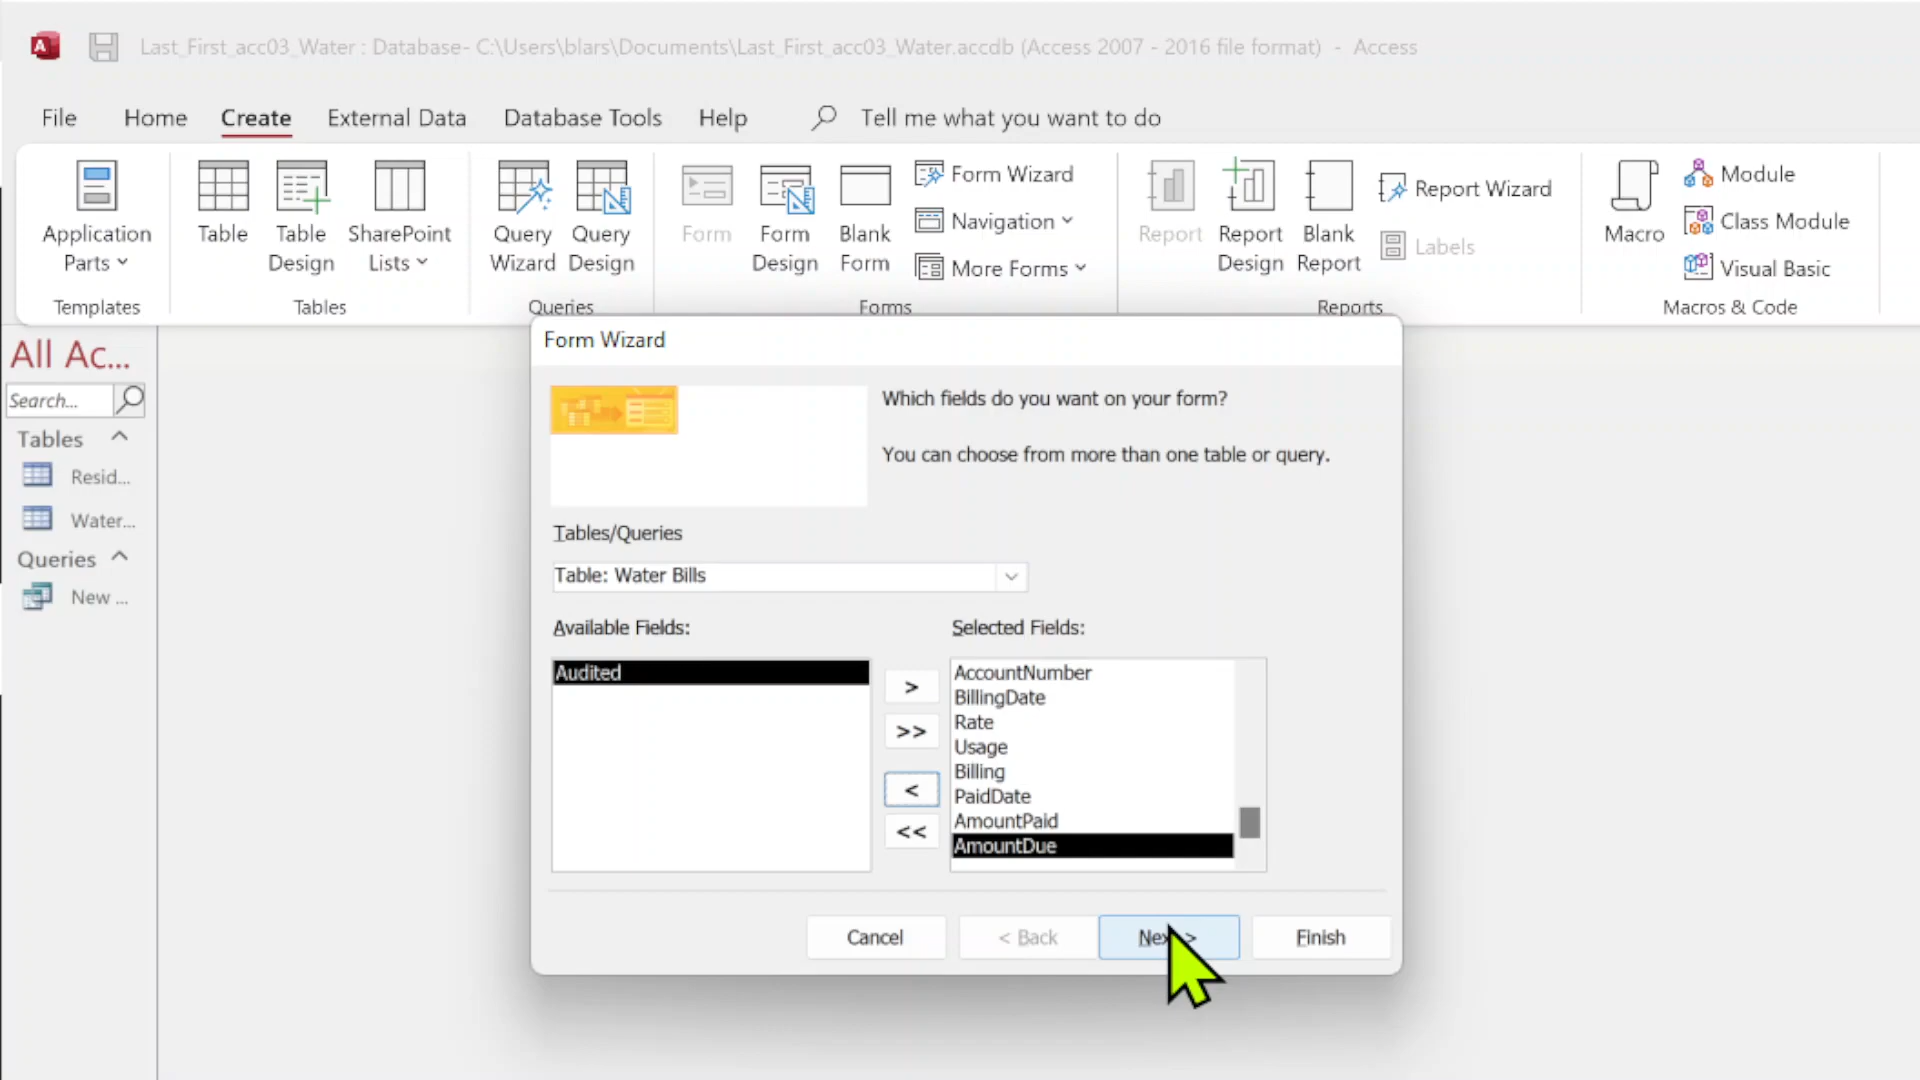 Last_First_acc03_Water : Database- C:\Users\blars\Documents\Last_First_acc03_Water.accdb (Access 2007 - 2016 file format) - Access
File Home Create External Data Database Tools Help Tell me what you want to do
Application Parts
Table
Table Design
SharePoint Lists
Query Wizard
Query Design
Form
Form Design
Blank Form
Form Wizard
Navigation
More Forms
Report
Report Design
Blank Report
Report Wizard
Labels
Macro
Module
Class Module
Visual Basic
Templates Tables Queries Forms Reports Macros & Code
All Ac...
Search...
Tables
Resid...
Water...
Queries
New ...
Form Wizard
Which fields do you want on your form?
You can choose from more than one table or query.
Tables/Queries
Table: Water Bills
Available Fields:
Audited
>
>>
<
<<
Selected Fields:
AccountNumber
BillingDate
Rate
Usage
Billing
PaidDate
AmountPaid
AmountDue
Cancel < Back Next > Finish